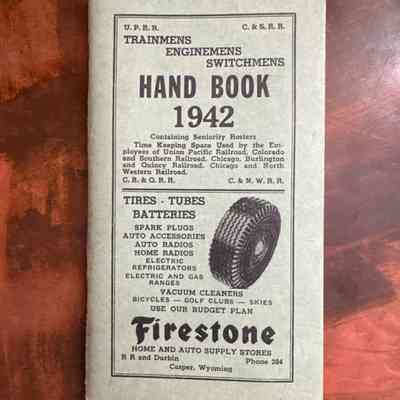 U. P. R. R. C. & S. R. R.
TRAINMENS
ENGINEMENS
SWITCHMENS
HAND BOOK
1942
Containing Seniority Rosters
Time Keeping Space Used by the Em-
ployees of Union Pacific Railroad, Colorado
and Southern Railroad, Chicago, Burlington
and Quincy Railroad, Chicago and North
Western Railroad.
C. B. & Q. R. R. C. & N. W. R. R.
TIRES - TUBES
BATTERIES
SPARK PLUGS
AUTO ACCESSORIES
AUTO RADIOS
HOME RADIOS
ELECTRIC
REFRIGERATORS
ELECTRIC AND GAS
RANGES
VACUUM CLEANERS
BICYCLES — GOLF CLUBS — SKIES
USE OUR BUDGET PLAN
Firestone
HOME AND AUTO SUPPLY STORES
B B and Durbin Phone 284
Casper, Wyoming